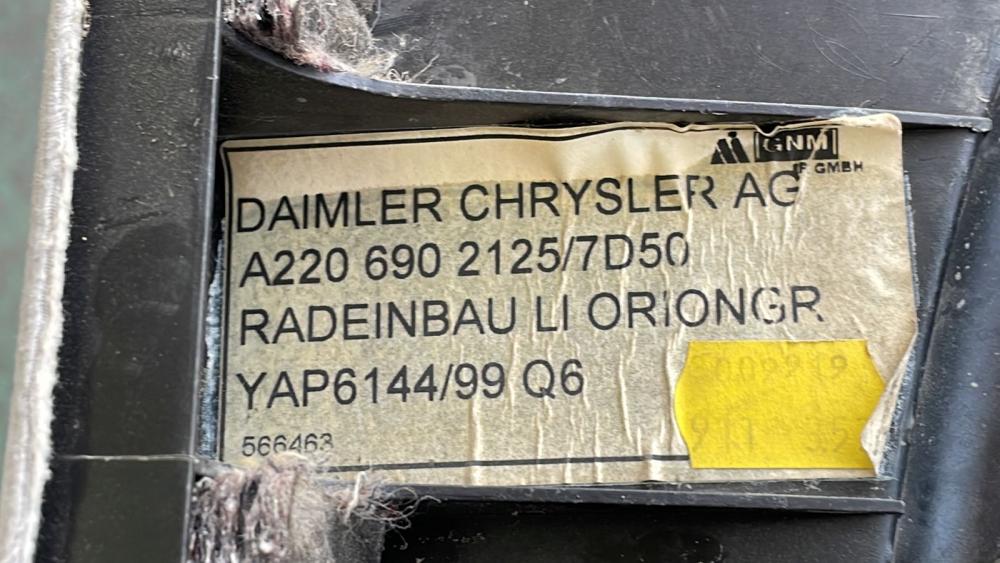 GNM
GMBH
DAIMLER CHRYSLER AG
A220 690 2125/7D50
RADEINBAU LI ORIONGR
YAP6144/99 Q6
566463